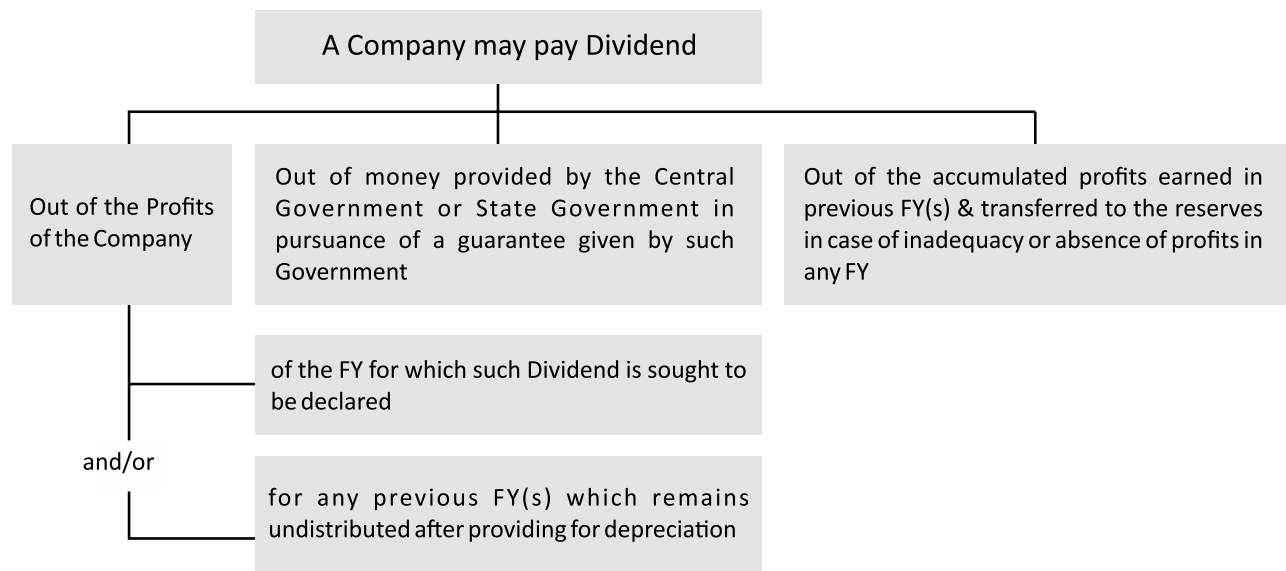 A Company may pay Dividend
Out of the Profits
of the Company
Out of money provided by the Central
Government or State Government in
pursuance of a guarantee given by such
Government
Out of the accumulated profits earned in
previous FY(s) & transferred to the reserves
in case of inadequacy or absence of profits in
any FY
of the FY for which such Dividend is sought to
be declared
and/or
for any previous FY(s) which remains
undistributed after providing for depreciation